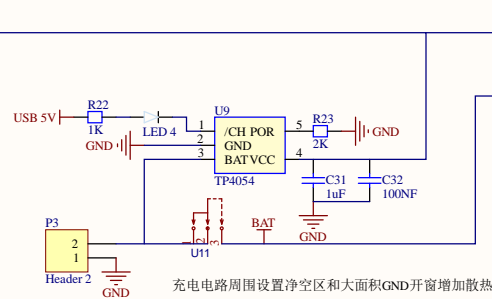 R22
U9
USB 5V
1K
LED 4
1
2
3
/CH POR
GND
BAT VCC
TP4054
5
4
R23
2K
GND
GND
C31
1uF
C32
100NF
GND
P3
2
1
Header 2
GND
1
2
3
U11
BAT
充电电路周围设置净空区和大面积GND开窗增加散热